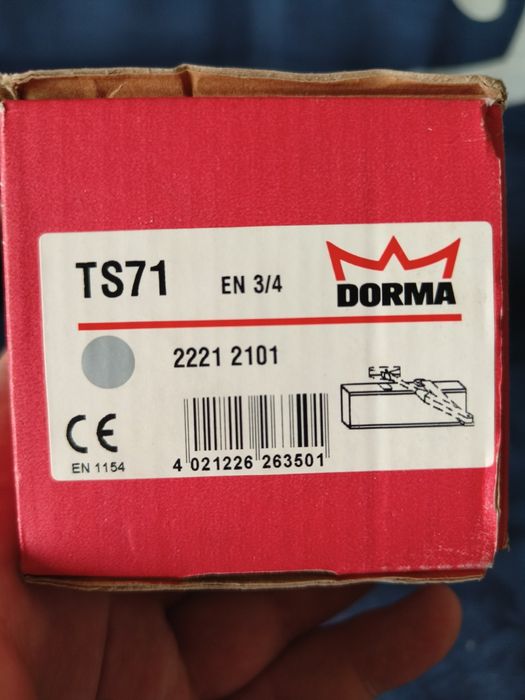 TS71 EN 3/4
DORMA
2221 2101
CE
EN 1154
4 021226 263501